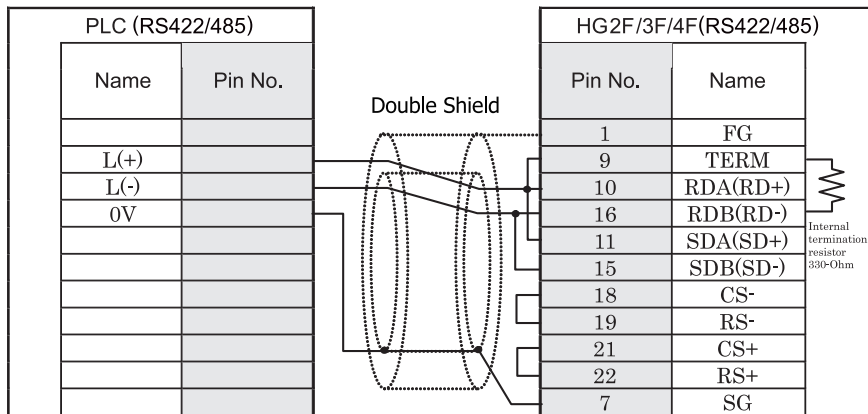 PLC (RS422/485) HG2F/3F/4F(RS422/485)
Name Pin No. Pin No. Name
Double Shield
1 FG
L(+) 9 TERM
L(-) 10 RDA(RD+)
0V 16 RDB(RD-)
Internal
termination
resistor
330-Ohm
11 SDA(SD+)
15 SDB(SD-)
18 CS-
19 RS-
21 CS+
22 RS+
7 SG